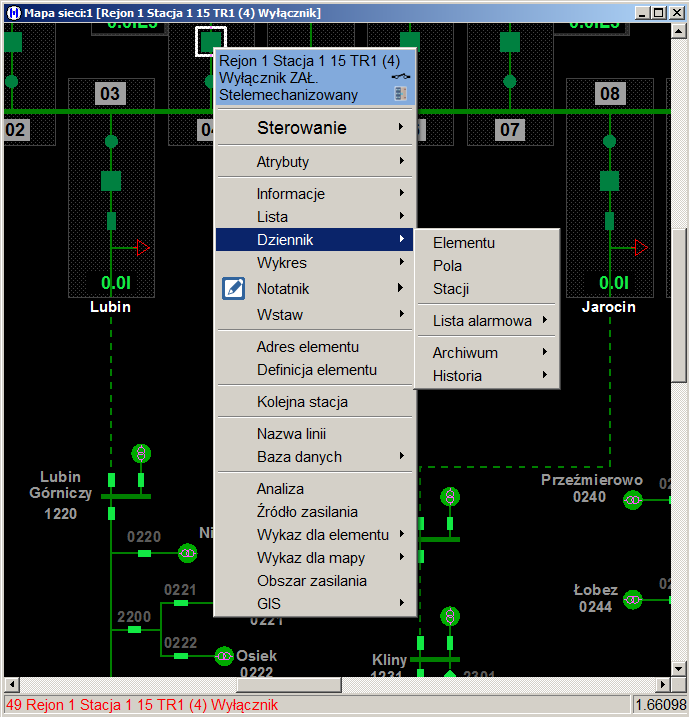 Mapa sieci:1 [Rejon 1 Stacja 1 15 TR1 (4) Wyłącznik]
02
03
04
07
08
Rejon 1 Stacja 1 15 TR1 (4)
Wyłącznik ZAŁ.
Stelemechanizowany
Sterowanie
Atrybuty
Informacje
Lista
Dziennik
Wykres
Notatnik
Wstaw
Adres elementu
Definicja elementu
Kolejna stacja
Nazwa linii
Baza danych
Analiza
Źródło zasilania
Wykaz dla elementu
Wykaz dla mapy
Obszar zasilania
GIS
Elementu
Pola
Stacji
Lista alarmowa
Archiwum
Historia
0.0I
Lubin
0.0I
Jarocin
Lubin
Górniczy
1220
0220
0221
2200
0222
Osiek
0222
0221
Przeźmierowo
0240
Łobez
0244
Kliny
1231
2301
49 Rejon 1 Stacja 1 15 TR1 (4) Wyłącznik
1.66098